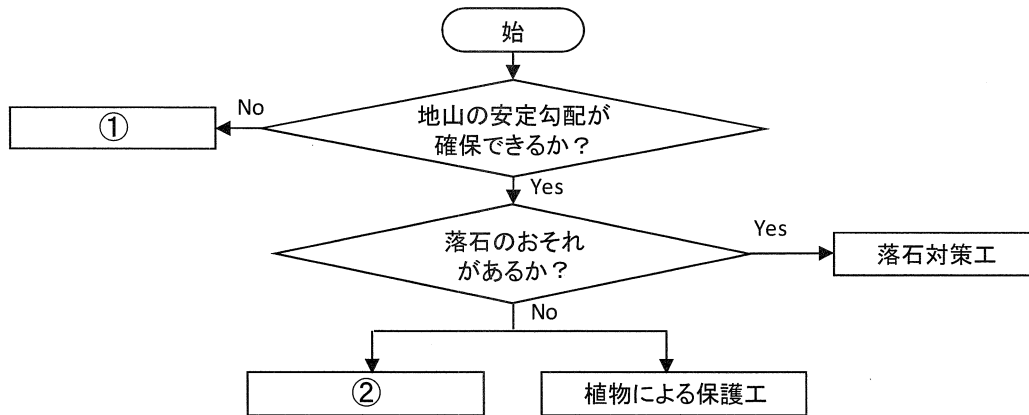 始
地山の安定勾配が
確保できるか？
No
①
Yes
落石のおそれ
があるか？
Yes
落石対策工
No
②
植物による保護工